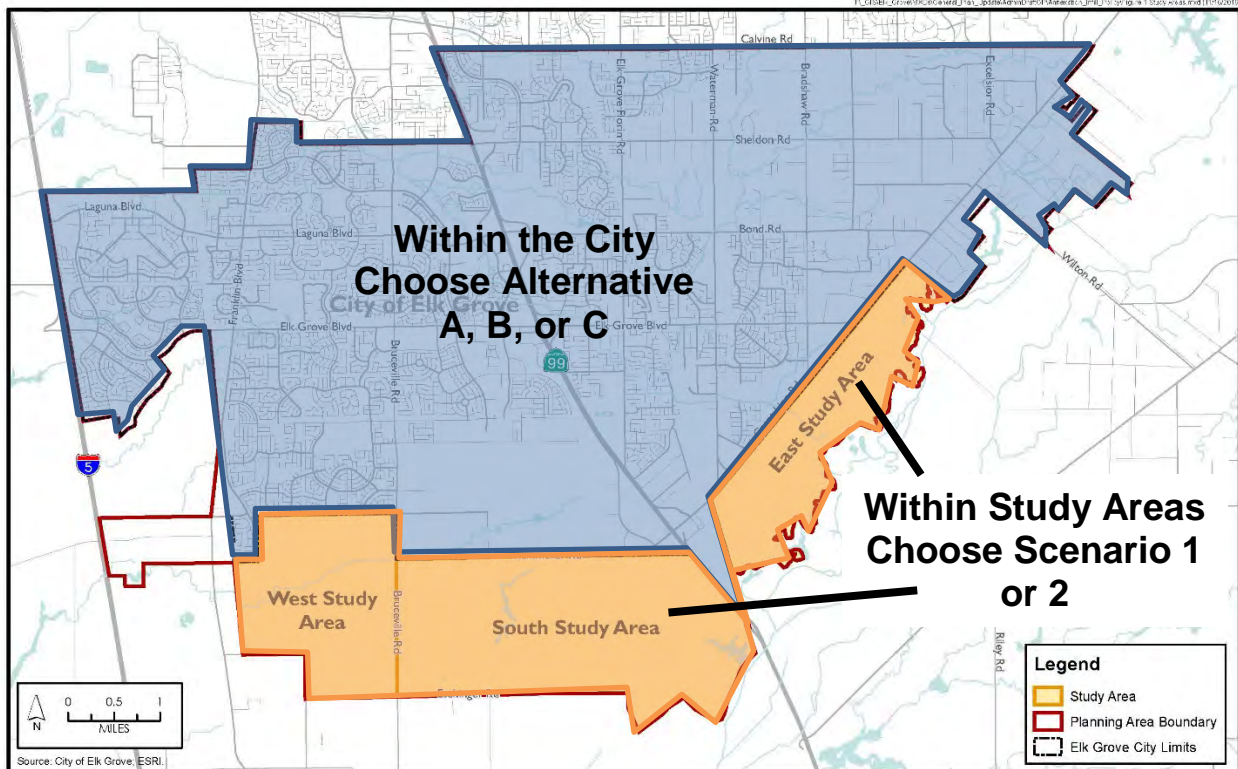 Calvine Rd
Elk Grove Florin Rd
Waterman Rd
Bradshaw Rd
Excelsior Rd
Sheldon Rd
Laguna Blvd
Laguna Blvd
Bond Rd
Wilton Rd
Franklin Blvd
Within the City
Choose Alternative
A, B, or C
City of Elk Grove
Elk Grove Blvd
Elk Grove Blvd
Bruceville Rd
99
5
East Study Area
Within Study Areas
Choose Scenario 1
or 2
West Study
Area
Bruceville Rd
South Study Area
Riley Rd
Legend
Study Area
Planning Area Boundary
Elk Grove City Limits
N
0 0.5 1
MILES
Source: City of Elk Grove; ESRI.